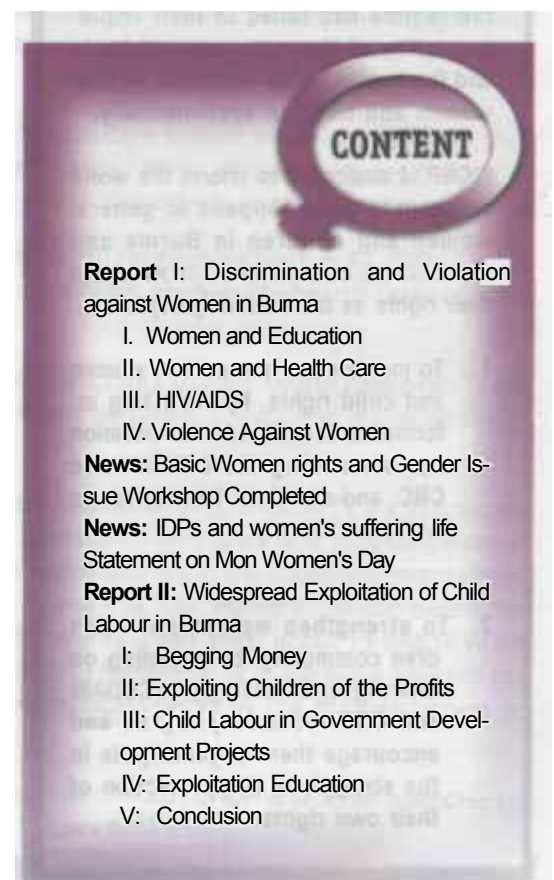 CONTENT
Report I: Discrimination and Violation
against Women in Burma
I. Women and Education
II. Women and Health Care
III. HIV/AIDS
IV. Violence Against Women
News: Basic Women rights and Gender Is-
sue Workshop Completed
News: IDPs and women's suffering life
Statement on Mon Women's Day
Report II: Widespread Exploitation of Child
Labour in Burma
I: Begging Money
II: Exploiting Children of the Profits
III: Child Labour in Government Devel-
opment Projects
IV: Exploitation Education
V: Conclusion